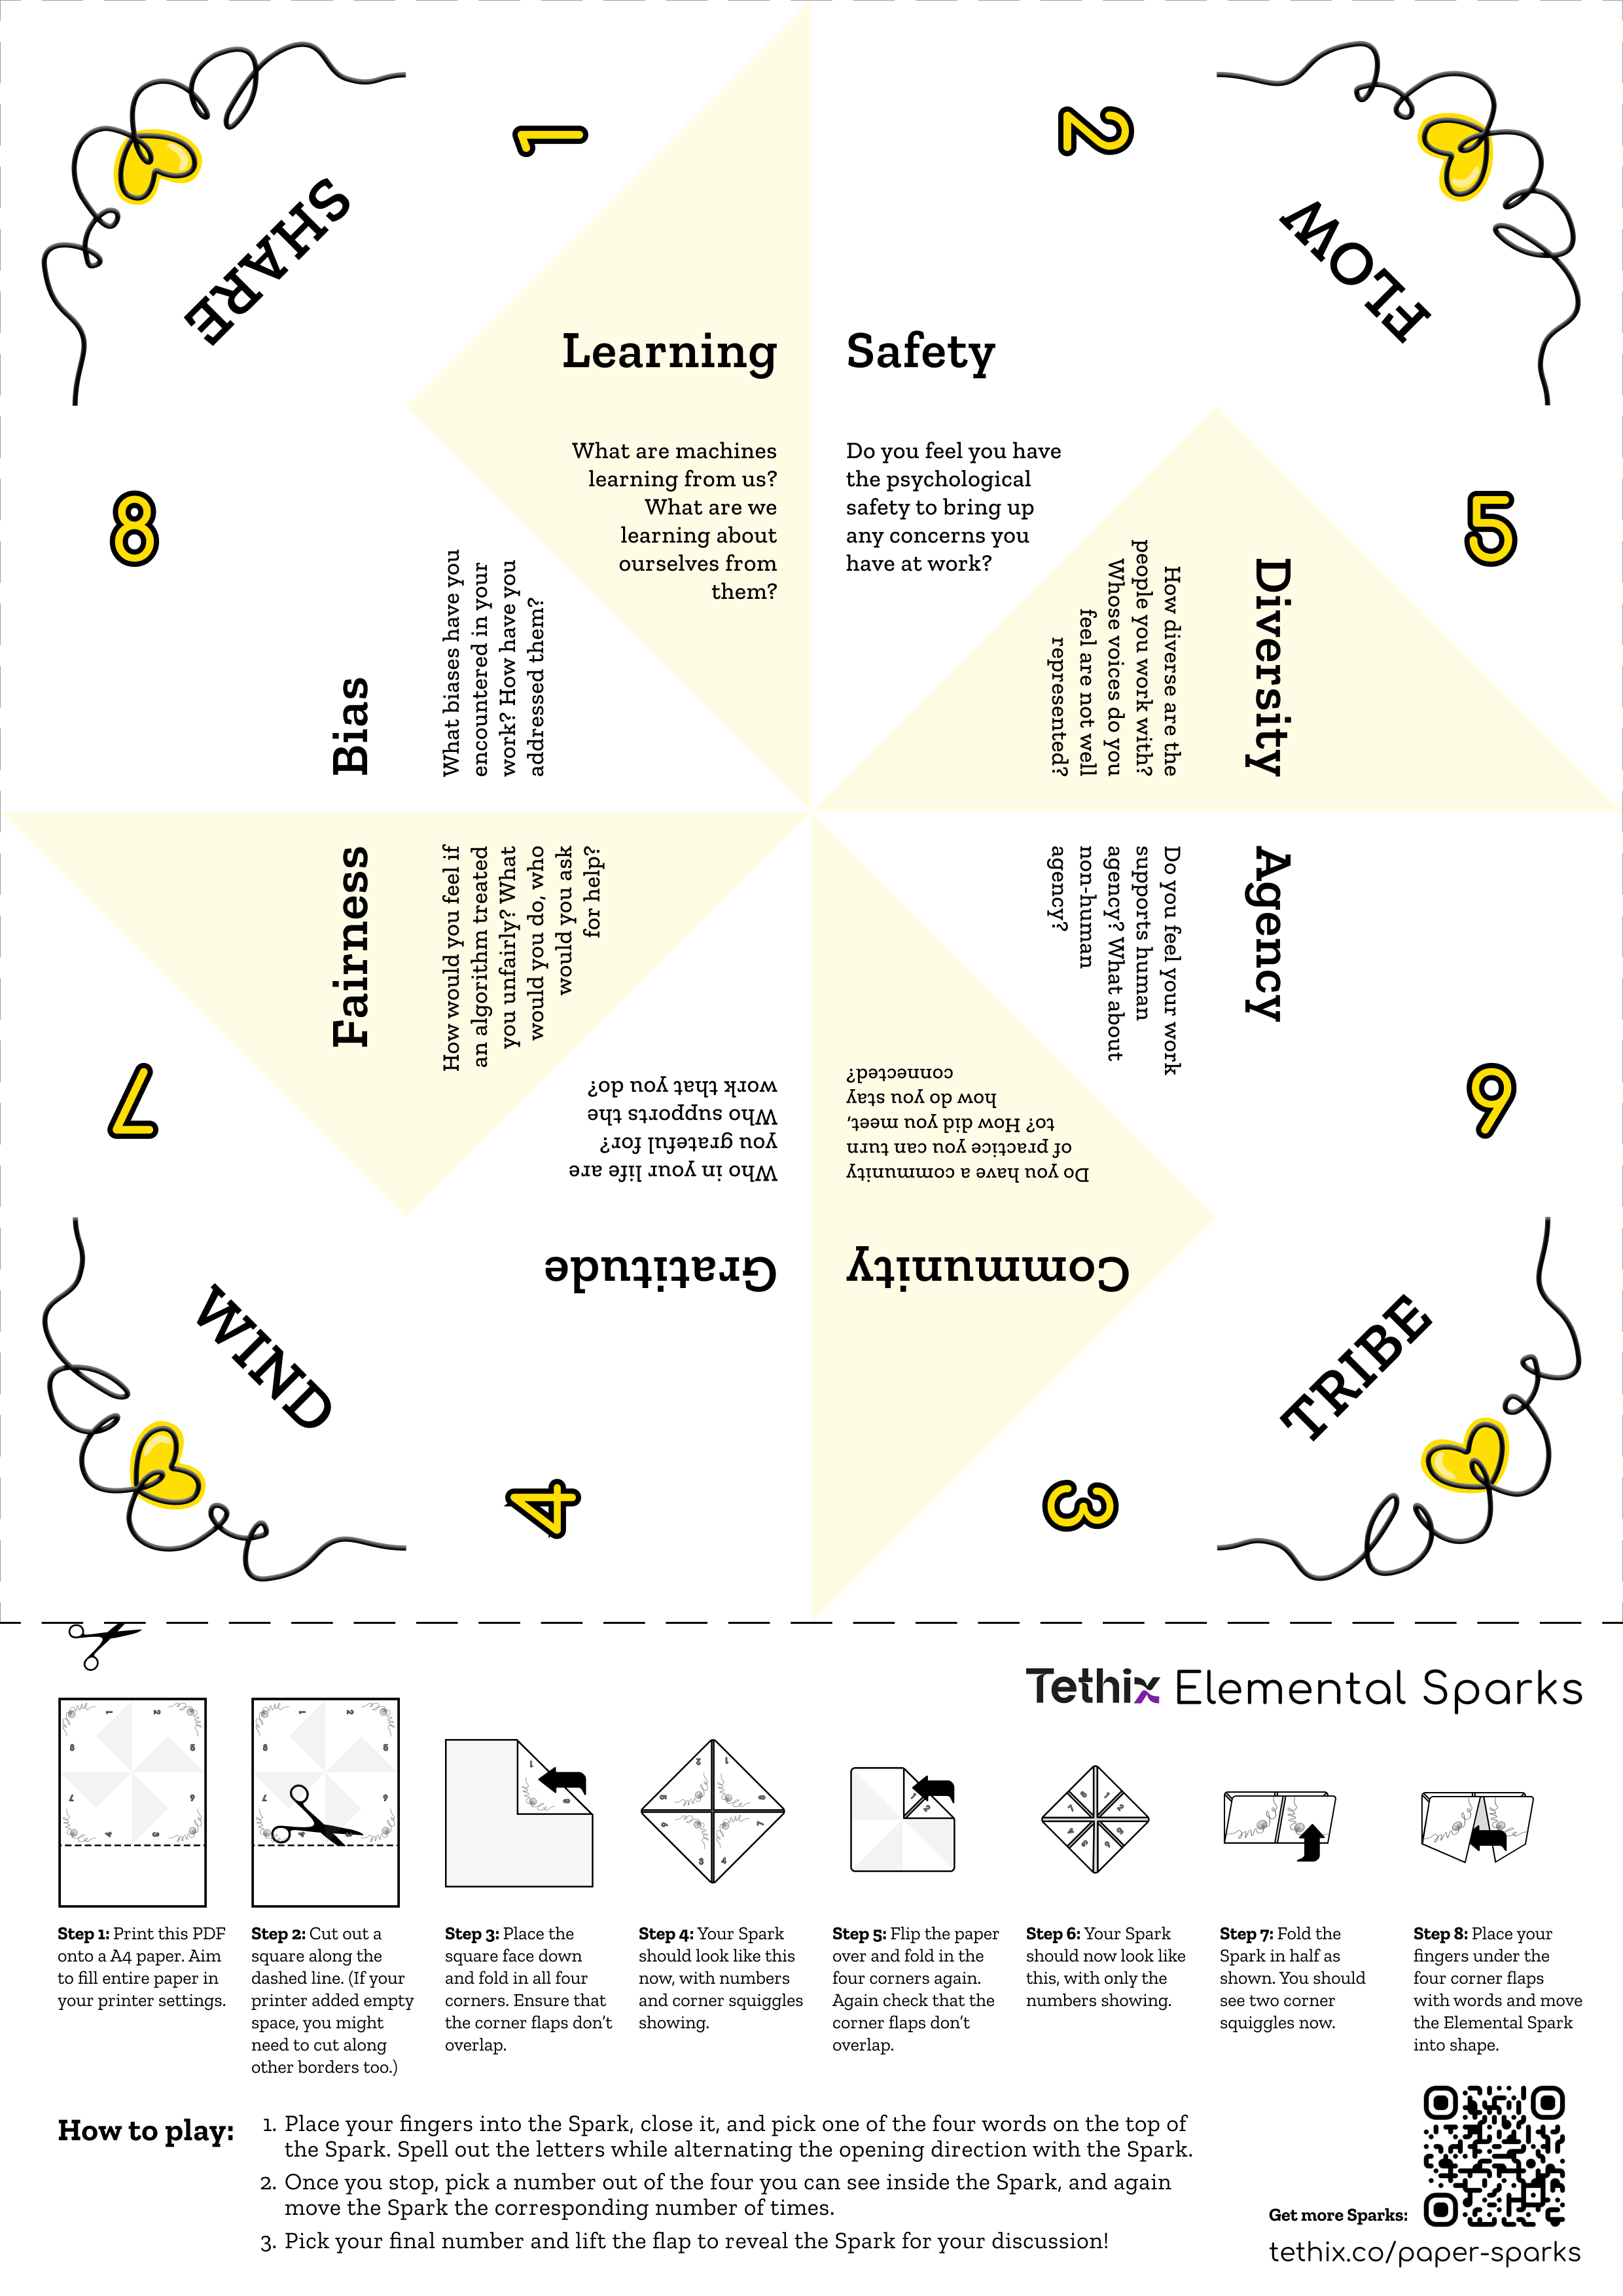 SHARE
1
2
FLOW
Learning
What are machines
learning from us?
What are we
learning about
ourselves from
them?
Safety
Do you feel you have
the psychological
safety to bring up
any concerns you
have at work?
8
Bias
What biases have you
encountered in your
work? How have you
addressed them?
5
Diversity
How diverse are the
people you work with?
Whose voices do you
feel are not well
represented?
7
Fairness
How would you feel if
an algorithm treated
you unfairly? What
would you do, who
would you ask
for help?
6
Agency
Do you feel your work
supports human
agency? What about
non-human
agency?
WIND
4
Gratitude
Who in your life are
you grateful for?
Who supports the
work that you do?
3
Community
Do you have a community
of practice you can turn
to? How did you meet,
how do you stay
connected?
TRIBE
Tethix Elemental Sparks
Step 1: Print this PDF
onto a A4 paper. Aim
to fill entire paper in
your printer settings.
Step 2: Cut out a
square along the
dashed line. (If your
printer added empty
space, you might
need to cut along
other borders too.)
Step 3: Place the
square face down
and fold in all four
corners. Ensure that
the corner flaps don't
overlap.
Step 4: Your Spark
should look like this
now, with numbers
and corner squiggles
showing.
Step 5: Flip the paper
over and fold in the
four corners again.
Again check that the
corner flaps don't
overlap.
Step 6: Your Spark
should now look like
this, with only the
numbers showing.
Step 7: Fold the
Spark in half as
shown. You should
see two corner
squiggles now.
Step 8: Place your
fingers under the
four corner flaps
with words and move
the Elemental Spark
into shape.
How to play:
1. Place your fingers into the Spark, close it, and pick one of the four words on the top of
the Spark. Spell out the letters while alternating the opening direction with the Spark.
2. Once you stop, pick a number out of the four you can see inside the Spark, and again
move the Spark the corresponding number of times.
3. Pick your final number and lift the flap to reveal the Spark for your discussion!
Get more Sparks:
tethix.co/paper-sparks